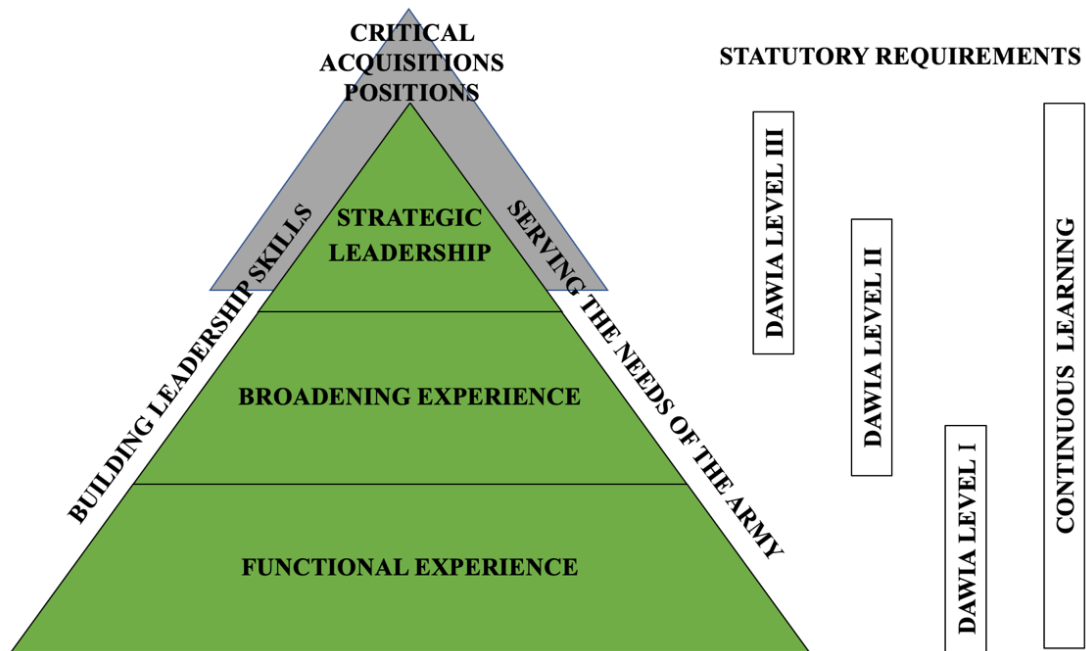 CRITICAL
ACQUISITIONS
POSITIONS
STATUTORY REQUIREMENTS
STRATEGIC
LEADERSHIP
BROADENING EXPERIENCE
FUNCTIONAL EXPERIENCE
BUILDING LEADERSHIP SKILLS
SERVING THE NEEDS OF THE ARMY
DAWIA LEVEL III
DAWIA LEVEL II
DAWIA LEVEL I
CONTINUOUS LEARNING